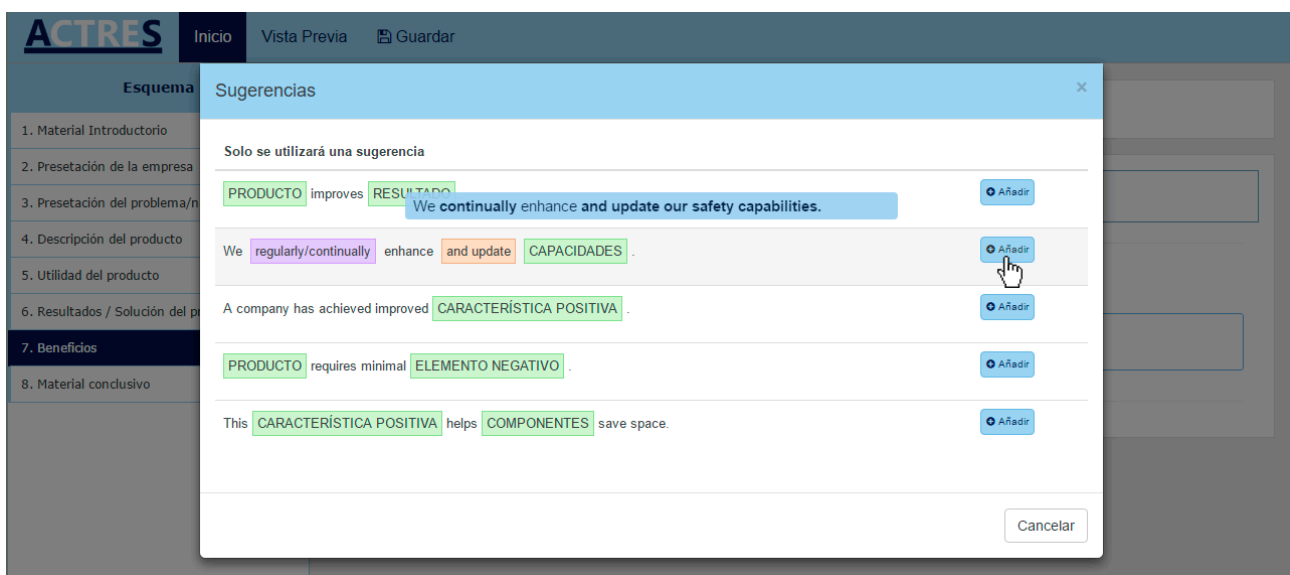 ACTRES Inicio Vista Previa Guardar
Esquema
Sugerencias ×
1. Material Introductorio
2. Presetación de la empresa
3. Presetación del problema/n
4. Descripción del producto
5. Utilidad del producto
6. Resultados / Solución del pr
7. Beneficios
8. Material conclusivo
Solo se utilizará una sugerencia
PRODUCTO improves RESULTADO Añadir
We continually enhance and update our safety capabilities.
We regularly/continually enhance and update CAPACIDADES . Añadir
A company has achieved improved CARACTERÍSTICA POSITIVA . Añadir
PRODUCTO requires minimal ELEMENTO NEGATIVO . Añadir
This CARACTERÍSTICA POSITIVA helps COMPONENTES save space. Añadir
Cancelar